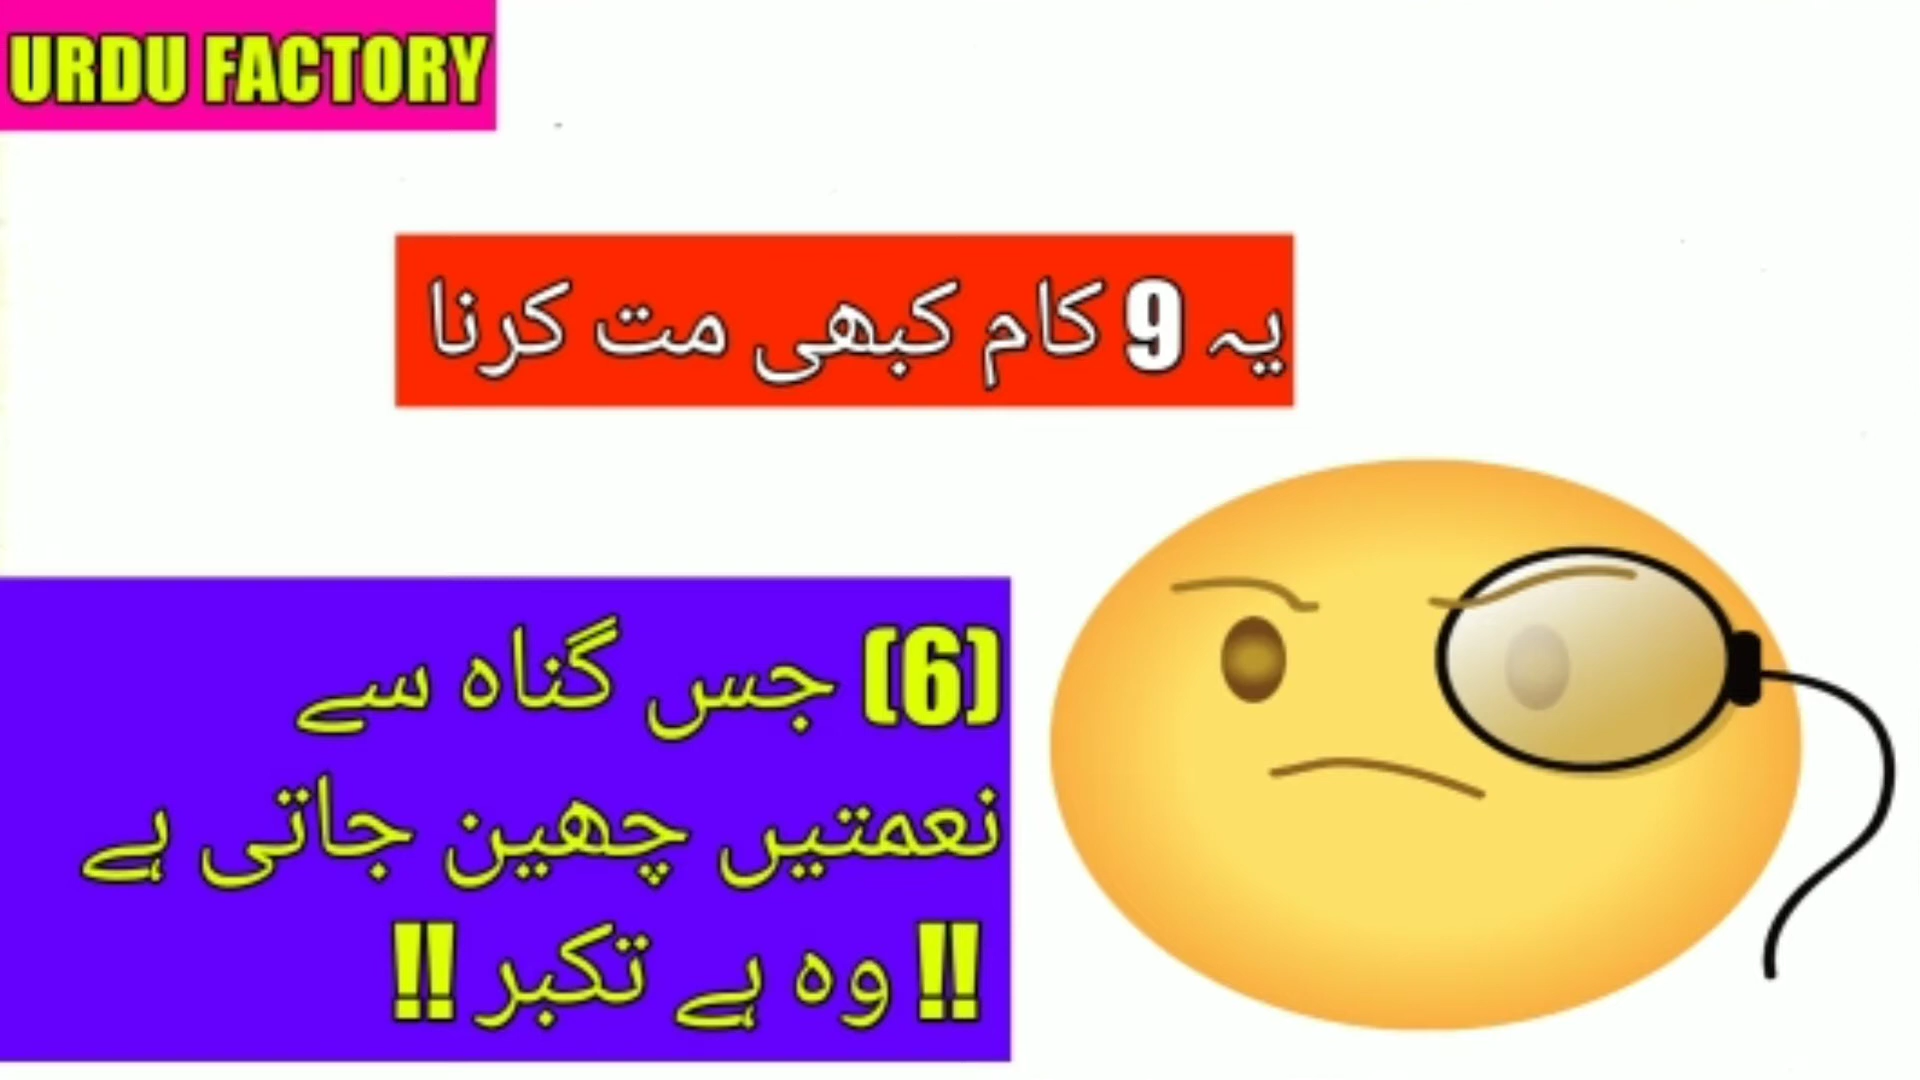 URDU FACTORY
یہ 9 کام کبھی مت کرنا
(6) جس گناہ سے
نعمتیں چھین جاتی ہے
!! وہ ہے تکبر !!